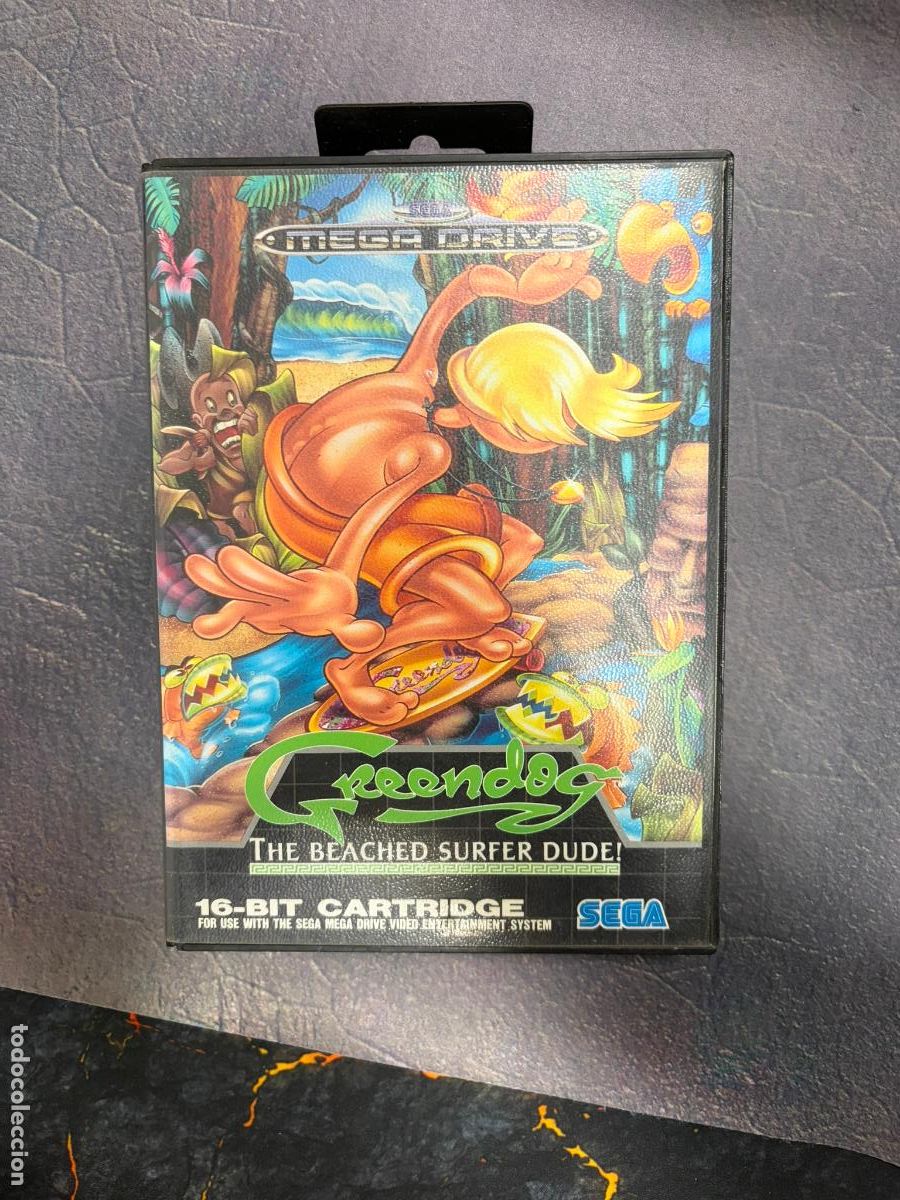 SEGA
MEGA DRIVE
Greendog
Greendog
THE BEACHED SURFER DUDE!
16-BIT CARTRIDGE
FOR USE WITH THE SEGA MEGA DRIVE VIDEO ENTERTAINMENT SYSTEM
SEGA
todocoleccion